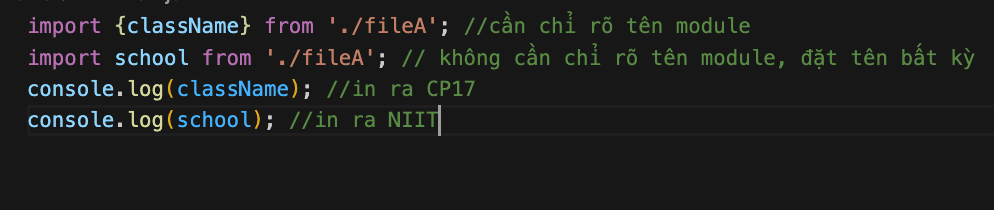 import {className} from './fileA'; //cần chỉ rõ tên module
import school from './fileA'; // không cần chỉ rõ tên module, đặt tên bất kỳ
console.log(className); //in ra CP17
console.log(school); //in ra NIIT